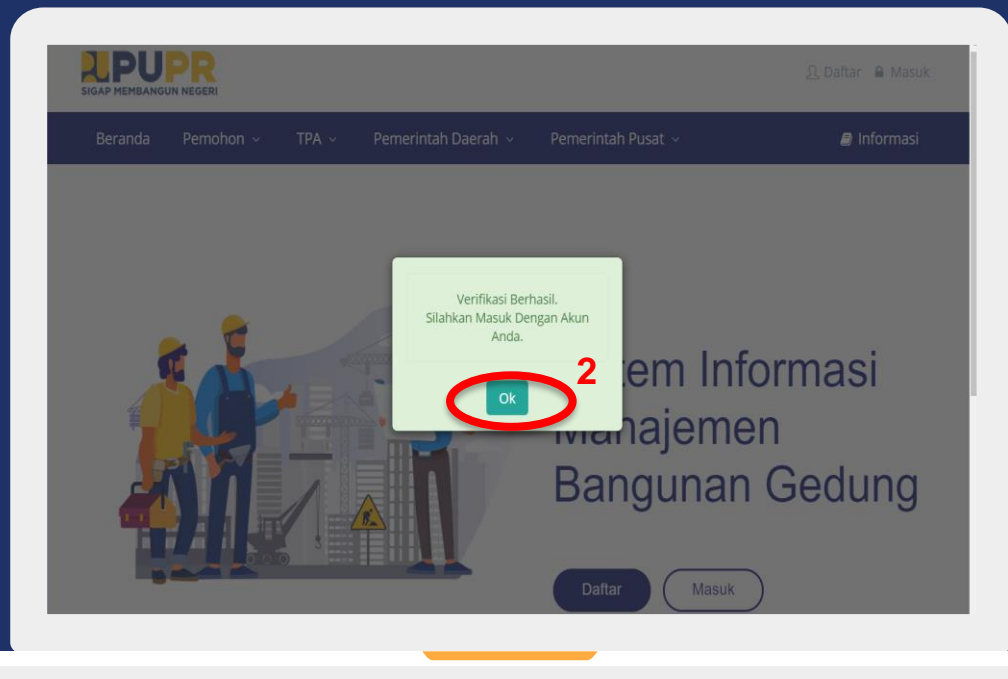 PUPR
SIGAP MEMBANGUN NEGERI
Daftar Masuk
Beranda Pemohon TPA Pemerintah Daerah Pemerintah Pusat Informasi
Verifikasi Berhasil.
Silahkan Masuk Dengan Akun
Anda.
2
Ok
tem Informasi
Manajemen
Bangunan Gedung
Daftar Masuk